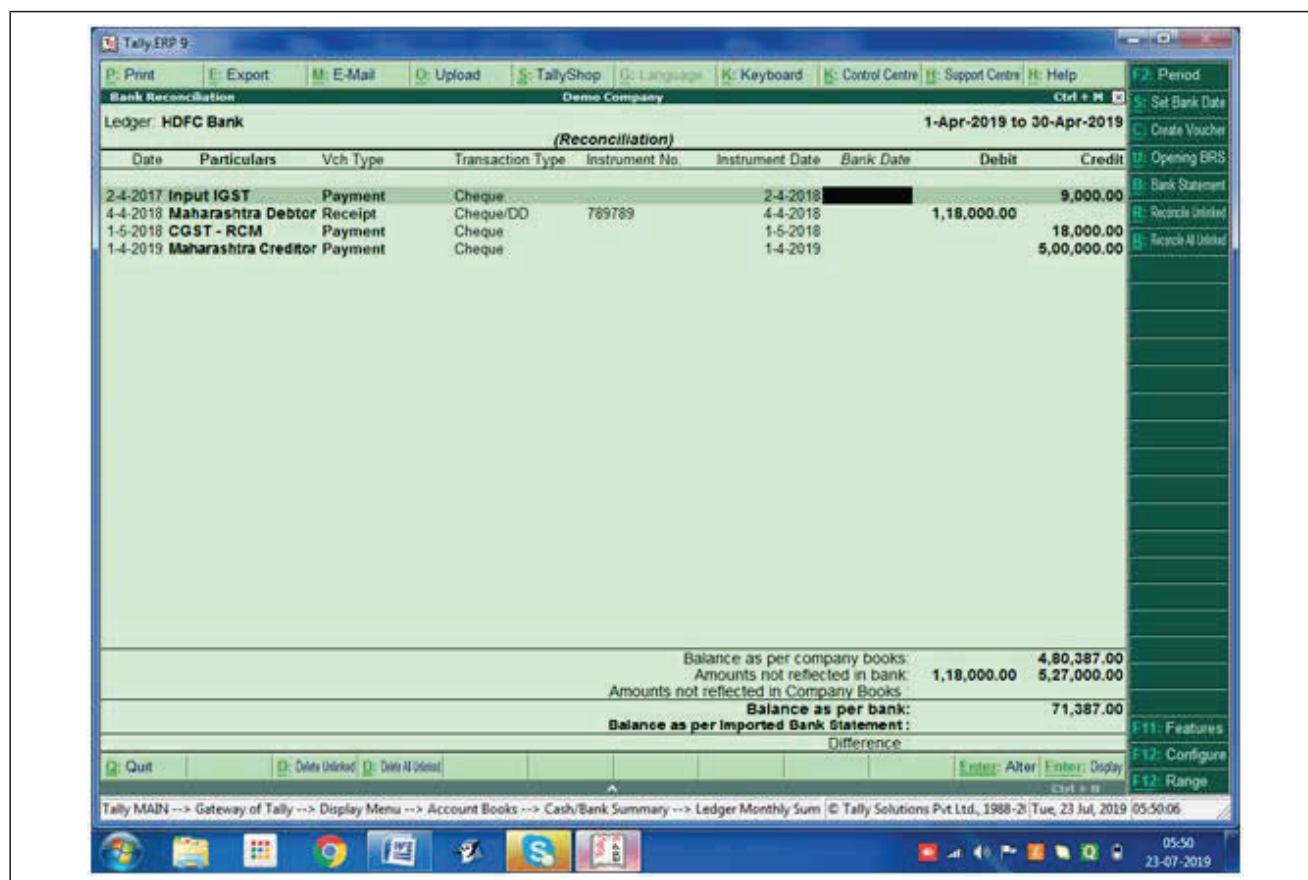 Tally.ERP 9
P: Print E: Export M: E-Mail O: Upload S: TallyShop G: Language K: Keyboard K: Control Centre H: Support Centre H: Help F2: Period
Bank Reconciliation Demo Company Ctrl + M
S: Set Bank Date
Ledger: HDFC Bank 1-Apr-2019 to 30-Apr-2019
C: Create Voucher
(Reconciliation)
Date Particulars Vch Type Transaction Type Instrument No. Instrument Date Bank Date Debit Credit
U: Opening BRS
B: Bank Statement
2-4-2017 Input IGST Payment Cheque 2-4-2018 9,000.00
4-4-2018 Maharashtra Debtor Receipt Cheque/DD 789789 4-4-2018 1,18,000.00
R: Reconcile Unlinked
1-5-2018 CGST - RCM Payment Cheque 1-5-2018 18,000.00
R: Reconcile All Unlinked
1-4-2019 Maharashtra Creditor Payment Cheque 1-4-2019 5,00,000.00
Balance as per company books: 4,80,387.00
Amounts not reflected in bank: 1,18,000.00 5,27,000.00
Amounts not reflected in Company Books :
Balance as per bank: 71,387.00
Balance as per Imported Bank Statement :
F11: Features
Difference
Q: Quit D: Delete Unlinked D: Delete All Unlinked Enter: Alter Enter: Display
F12: Configure
F12: Range
Ctrl + N
Tally MAIN --> Gateway of Tally --> Display Menu --> Account Books --> Cash/Bank Summary --> Ledger Monthly Sum © Tally Solutions Pvt Ltd., 1988-2 Tue, 23 Jul, 2019 05:50:06
05:50
23-07-2019